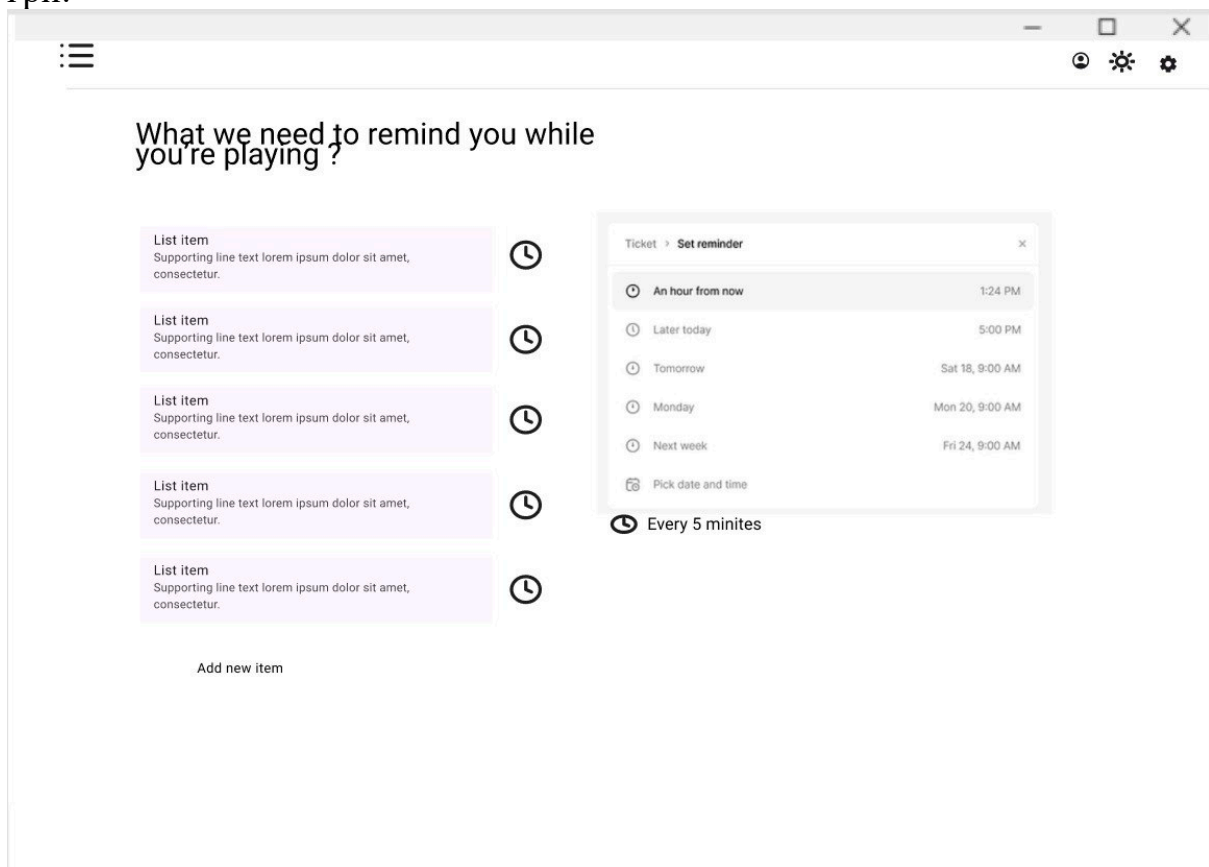 What we need to remind you while
you're playing ?
List item
Supporting line text lorem ipsum dolor sit amet,
consectetur.
List item
Supporting line text lorem ipsum dolor sit amet,
consectetur.
List item
Supporting line text lorem ipsum dolor sit amet,
consectetur.
List item
Supporting line text lorem ipsum dolor sit amet,
consectetur.
List item
Supporting line text lorem ipsum dolor sit amet,
consectetur.
Add new item
Ticket > Set reminder
An hour from now 1:24 PM
Later today 5:00 PM
Tomorrow Sat 18, 9:00 AM
Monday Mon 20, 9:00 AM
Next week Fri 24, 9:00 AM
Pick date and time
Every 5 minites